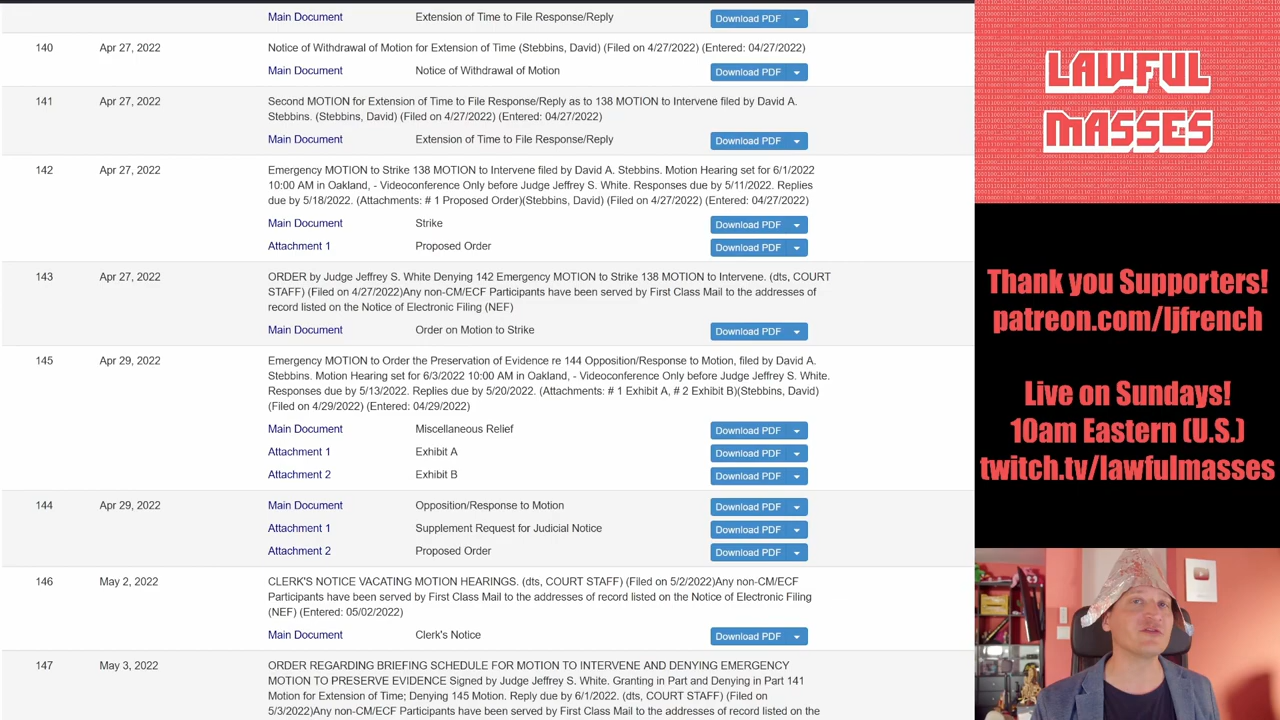 Main Document Extension of Time to File Response/Reply Download PDF
140 Apr 27, 2022 Notice of Withdrawal of Motion for Extension of Time (Stebbins, David) (Filed on 4/27/2022) (Entered: 04/27/2022)
Main Document Notice of Withdrawal of Motion Download PDF
141 Apr 27, 2022 Second MOTION for Extension of Time to File Response/Reply as to 138 MOTION to Intervene filed by David A.
Stebbins. (Stebbins, David) (Filed on 4/27/2022) (Entered: 04/27/2022)
Main Document Extension of Time to File Response/Reply Download PDF
142 Apr 27, 2022 Emergency MOTION to Strike 138 MOTION to Intervene filed by David A. Stebbins. Motion Hearing set for 6/1/2022
10:00 AM in Oakland, - Videoconference Only before Judge Jeffrey S. White. Responses due by 5/11/2022. Replies
due by 5/18/2022. (Attachments: # 1 Proposed Order)(Stebbins, David) (Filed on 4/27/2022) (Entered: 04/27/2022)
Main Document Strike Download PDF
Attachment 1 Proposed Order Download PDF
143 Apr 27, 2022 ORDER by Judge Jeffrey S. White Denying 142 Emergency MOTION to Strike 138 MOTION to Intervene. (dts, COURT
STAFF) (Filed on 4/27/2022)Any non-CM/ECF Participants have been served by First Class Mail to the addresses of
record listed on the Notice of Electronic Filing (NEF)
Main Document Order on Motion to Strike Download PDF
145 Apr 29, 2022 Emergency MOTION to Order the Preservation of Evidence re 144 Opposition/Response to Motion, filed by David A.
Stebbins. Motion Hearing set for 6/3/2022 10:00 AM in Oakland, - Videoconference Only before Judge Jeffrey S. White.
Responses due by 5/13/2022. Replies due by 5/20/2022. (Attachments: # 1 Exhibit A, # 2 Exhibit B)(Stebbins, David)
(Filed on 4/29/2022) (Entered: 04/29/2022)
Main Document Miscellaneous Relief Download PDF
Attachment 1 Exhibit A Download PDF
Attachment 2 Exhibit B Download PDF
144 Apr 29, 2022 Main Document Opposition/Response to Motion Download PDF
Attachment 1 Supplement Request for Judicial Notice Download PDF
Attachment 2 Proposed Order Download PDF
146 May 2, 2022 CLERK'S NOTICE VACATING MOTION HEARINGS. (dts, COURT STAFF) (Filed on 5/2/2022)Any non-CM/ECF
Participants have been served by First Class Mail to the addresses of record listed on the Notice of Electronic Filing
(NEF) (Entered: 05/02/2022)
Main Document Clerk's Notice Download PDF
147 May 3, 2022 ORDER REGARDING BRIEFING SCHEDULE FOR MOTION TO INTERVENE AND DENYING EMERGENCY
MOTION TO PRESERVE EVIDENCE Signed by Judge Jeffrey S. White. Granting in Part and Denying in Part 141
Motion for Extension of Time; Denying 145 Motion. Reply due by 6/1/2022. (dts, COURT STAFF) (Filed on
5/3/2022)Any non-CM/ECF Participants have been served by First Class Mail to the addresses of record listed on the
LAWFUL
MASSES
Thank you Supporters!
patreon.com/ljfrench
Live on Sundays!
10am Eastern (U.S.)
twitch.tv/lawfulmasses